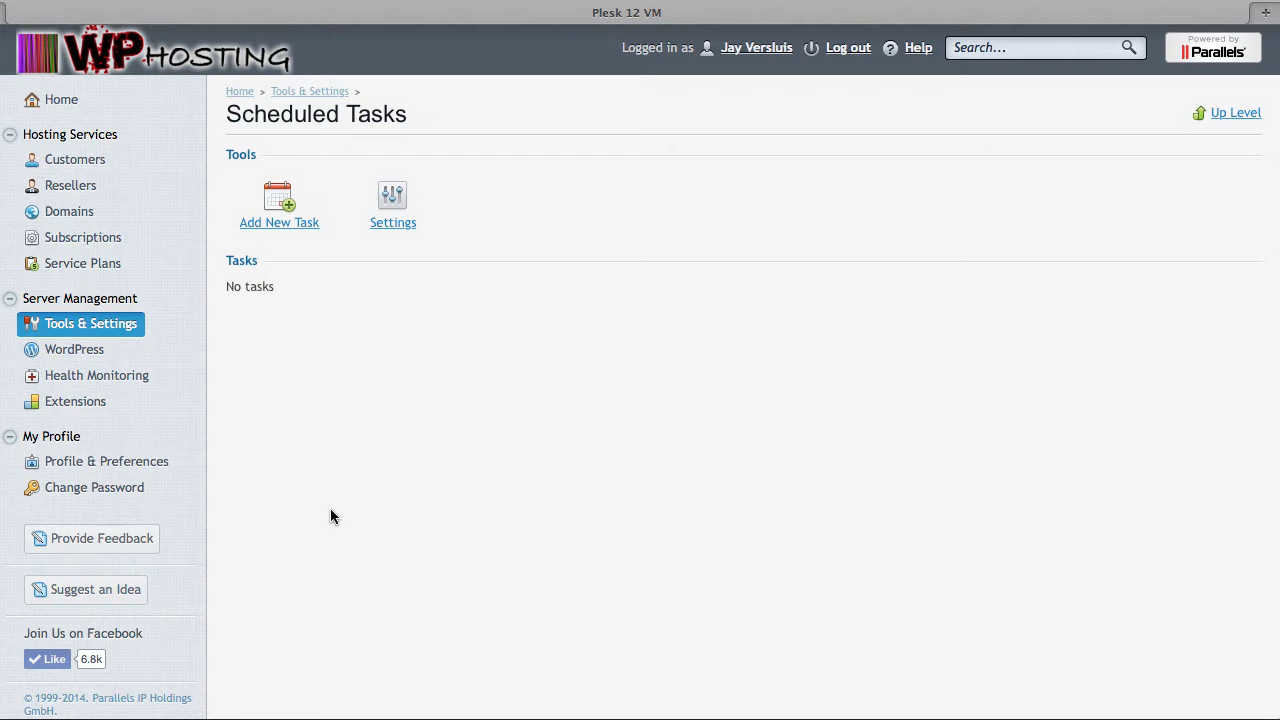 Plesk 12 VM
WP HOSTING
Logged in as Jay Versluis Log out Help Search... Powered by Parallels
Home
Hosting Services
Customers
Resellers
Domains
Subscriptions
Service Plans
Server Management
Tools & Settings
WordPress
Health Monitoring
Extensions
My Profile
Profile & Preferences
Change Password
Provide Feedback
Suggest an Idea
Join Us on Facebook
Like 6.8k
© 1999-2014. Parallels IP Holdings
GmbH.
Home > Tools & Settings >
Scheduled Tasks
Up Level
Tools
Add New Task Settings
Tasks
No tasks